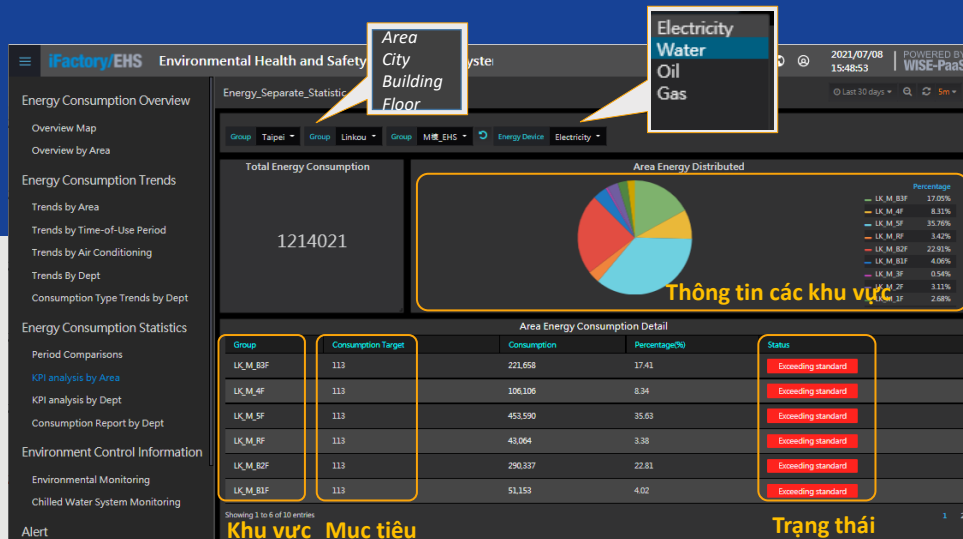 iFactory/EHS Environmental Health and Safety
2021/07/08
15:48:53
POWERED BY
WISE-PaaS
Area
City
Building
Floor
Electricity
Water
Oil
Gas
Energy Consumption Overview
Overview Map
Overview by Area
Energy Consumption Trends
Trends by Area
Trends by Time-of-Use Period
Trends by Air Conditioning
Trends By Dept
Consumption Type Trends by Dept
Energy Consumption Statistics
Period Comparisons
KPI analysis by Area
KPI analysis by Dept
Consumption Report by Dept
Environment Control Information
Environmental Monitoring
Chilled Water System Monitoring
Alert
Energy_Separate_Statistic
Last 30 days 5m
Group Taipei Group Linkou Group M樓_EHS Energy Device Electricity
Total Energy Consumption
1214021
Area Energy Distributed
Percentage
LK_M_B3F 17.05%
LK_M_4F 8.31%
LK_M_5F 35.76%
LK_M_RF 3.42%
LK_M_B2F 22.91%
LK_M_B1F 4.06%
LK_M_3F 0.54%
LK_M_2F 3.11%
LK_M_1F 2.68%
Thông tin các khu vực
Area Energy Consumption Detail
Group Consumption Target Consumption Percentage(%) Status
LK_M_B3F 113 221,658 17.41 Exceeding standard
LK_M_4F 113 106,106 8.34 Exceeding standard
LK_M_5F 113 453,590 35.63 Exceeding standard
LK_M_RF 113 43,064 3.38 Exceeding standard
LK_M_B2F 113 290,337 22.81 Exceeding standard
LK_M_B1F 113 51,153 4.02 Exceeding standard
Showing 1 to 6 of 10 entries
1 2
Khu vực Mục tiêu Trạng thái